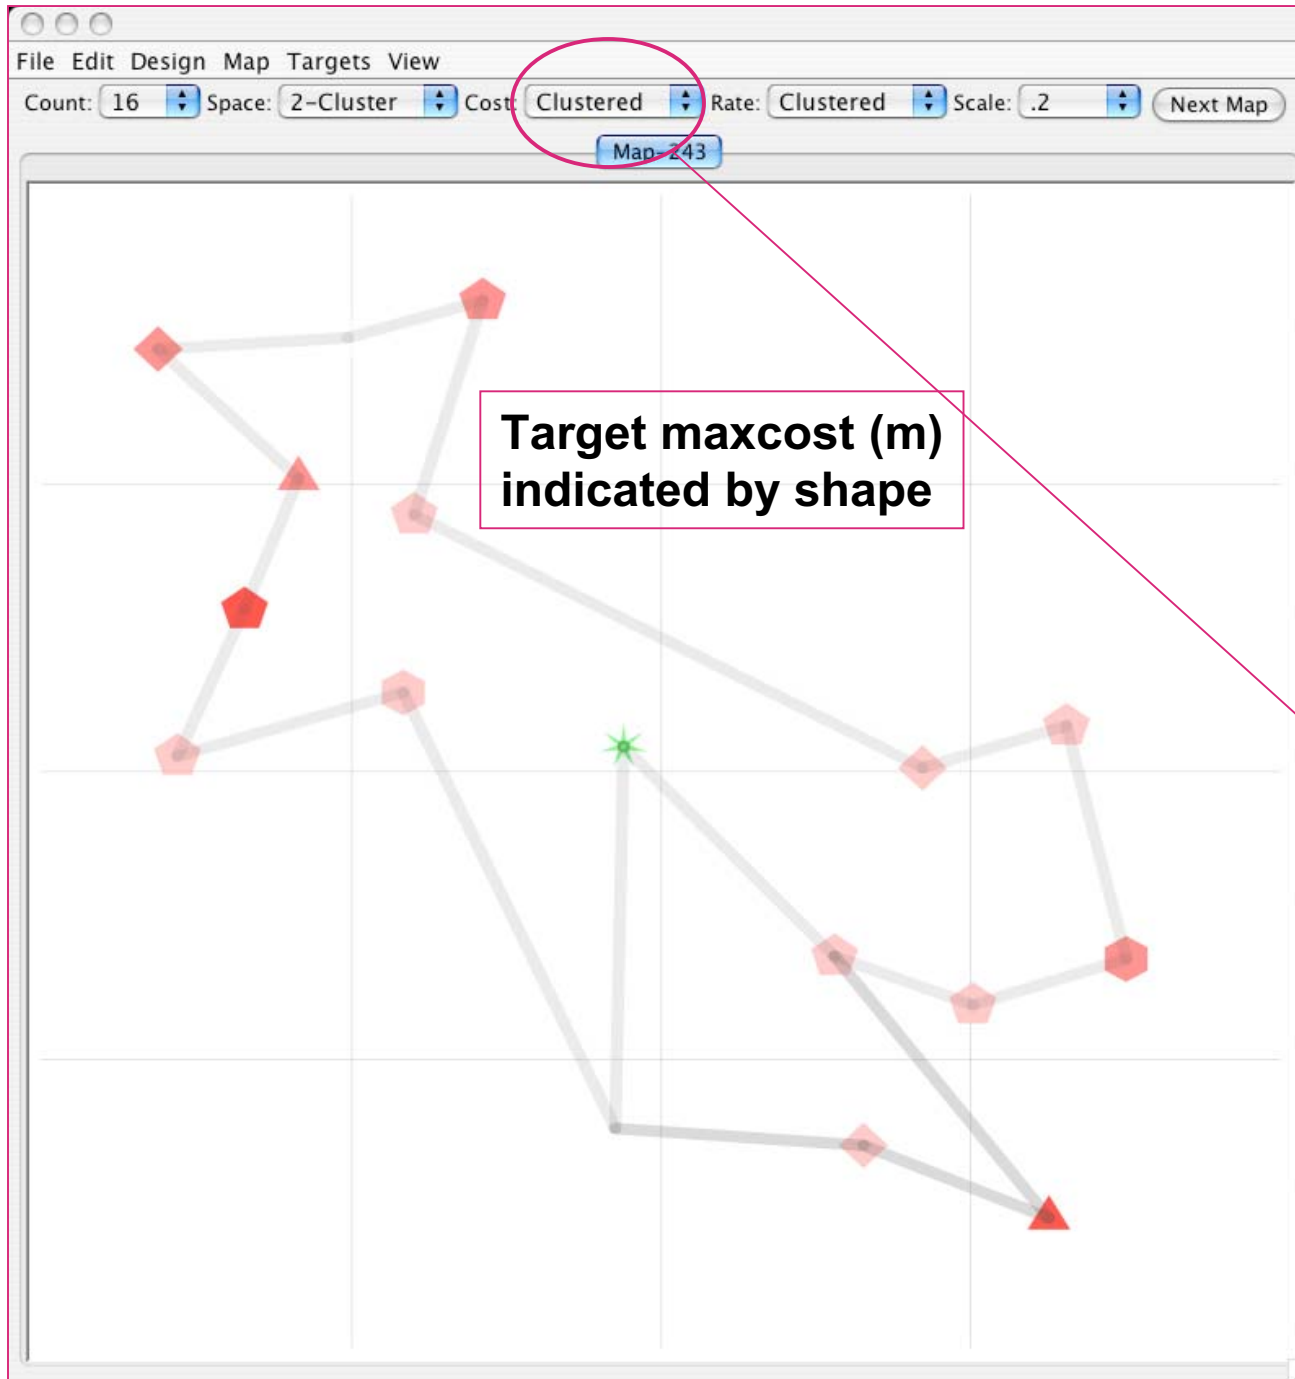 File Edit Design Map Targets View
Count: 16 Space: 2-Cluster Cost: Clustered Rate: Clustered Scale: .2 Next Map
Map-243
Target maxcost (m)
indicated by shape